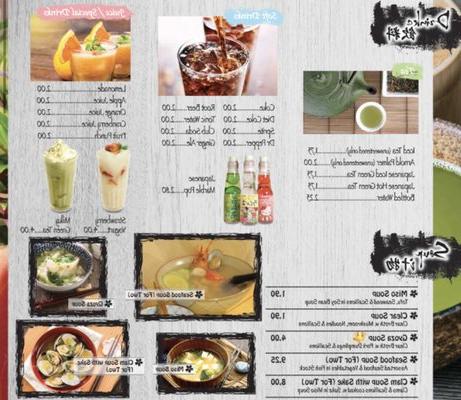 Drinks
飲料
Iced Tea (unsweetened only).....1.75
Arnold Palmer (unsweetened only)...2.00
Japanese Iced Green Tea.....1.75
Japanese Hot Green Tea.....1.75
Bottled Water.....2.25
Soft Drinks
Coke.....2.00
Diet Coke.....2.00
Sprite.....2.00
Dr. Pepper.....2.00
Root Beer.....2.00
Tonic Water.....2.00
Club Soda.....2.00
Ginger Ale.....2.00
Japanese
Marble Pop.....2.80
Juice / Special Drinks
Lemonade.....2.00
Apple Juice.....2.00
Orange Juice.....2.00
Cranberry Juice.....2.00
Fruit Punch.....2.00
Strawberry
Yogurt...4.00
Milky
Green Tea...4.00
Soup 汁物
Miso Soup 1.90
Tofu, Seaweed & Scallions in Soy Bean Soup
Clear Soup 1.90
Clear Broth w. Mushroom, Noodles & Scallions
Gyoza Soup 4.00
Clear Broth w. Pork Dumplings & Scallions
Seafood Soup (For Two) 9.25
Assorted Seafood & Vegetables in Fish Stock
Clam Soup with Sake (For Two) 8.00
Clams & Scallions cooked w. Sake in Miso Soup
Seafood Soup (For Two)
Gyoza Soup
Miso Soup
Clam Soup with Sake
(For Two)